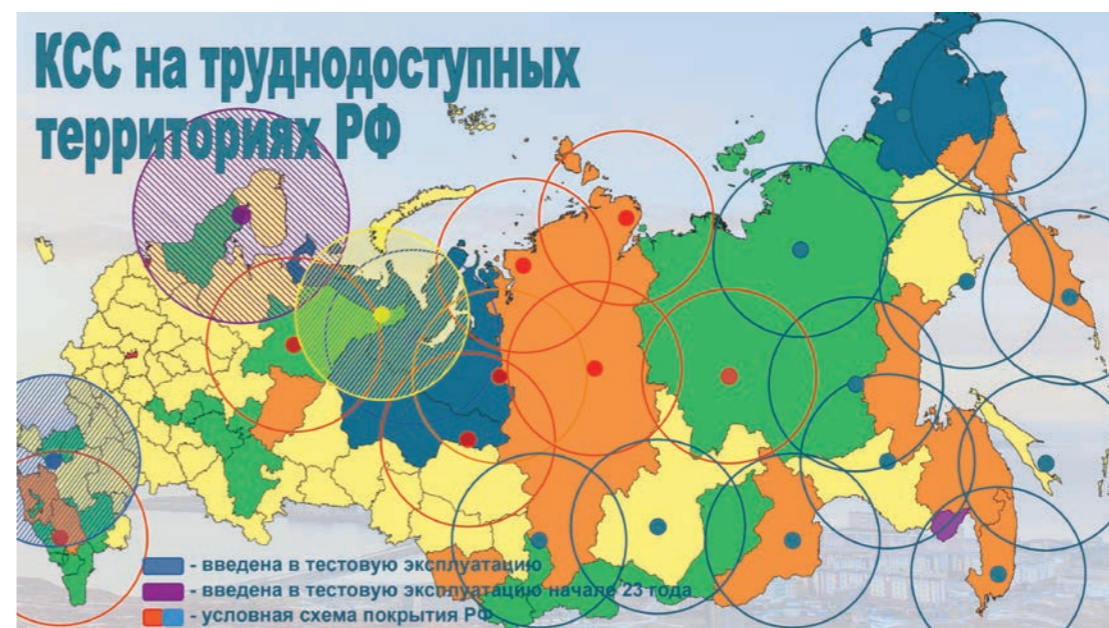 КСС на труднодоступных
территориях РФ
- введена в тестовую эксплуатацию
- введена в тестовую эксплуатацию начале 23 года
- условная схема покрытия РФ